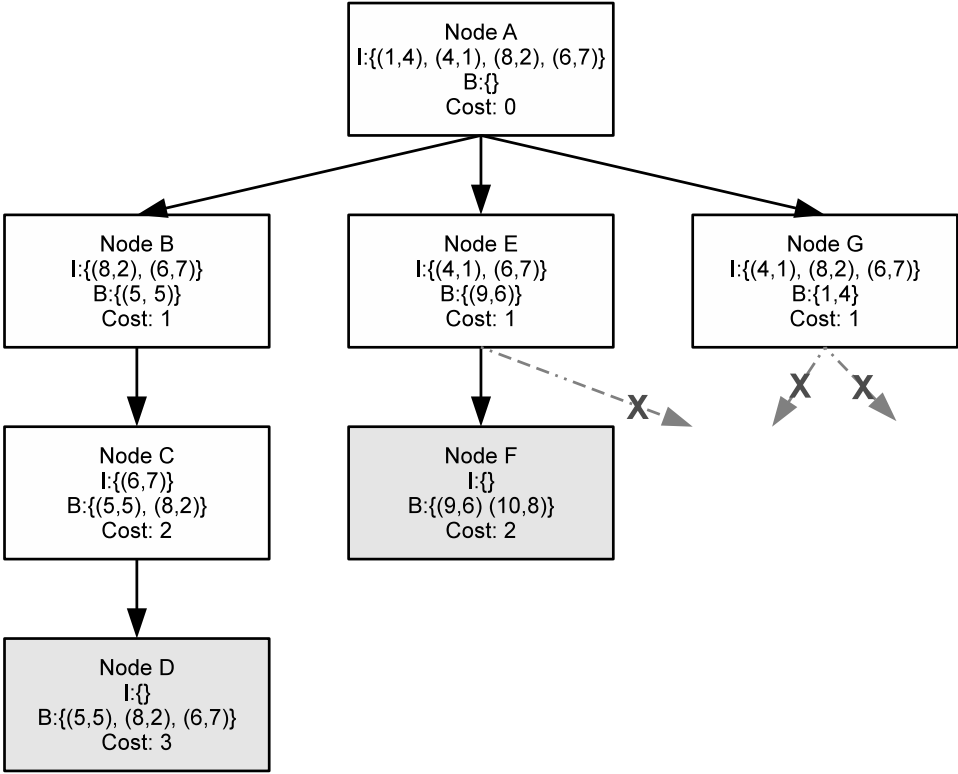 Node A
I:{(1,4), (4,1), (8,2), (6,7)}
B:{}
Cost: 0
Node B
I:{(8,2), (6,7)}
B:{(5, 5)}
Cost: 1
Node E
I:{(4,1), (6,7)}
B:{(9,6)}
Cost: 1
Node G
I:{(4,1), (8,2), (6,7)}
B:{1,4}
Cost: 1
X
X
X
Node C
I:{(6,7)}
B:{(5,5), (8,2)}
Cost: 2
Node F
I:{}
B:{(9,6) (10,8)}
Cost: 2
Node D
I:{}
B:{(5,5), (8,2), (6,7)}
Cost: 3